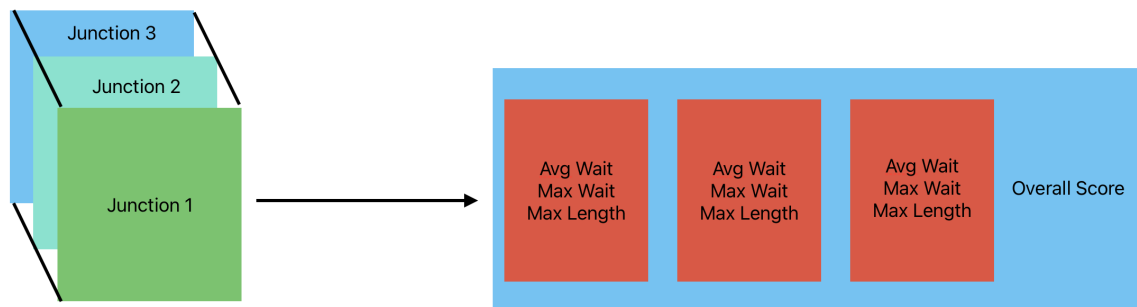 Junction 3
Junction 2
Junction 1
Avg Wait
Max Wait
Max Length
Avg Wait
Max Wait
Max Length
Avg Wait
Max Wait
Max Length
Overall Score